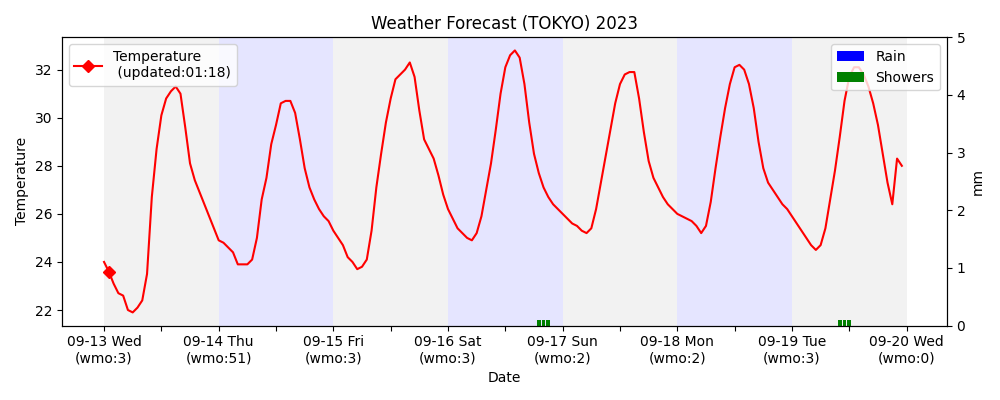 Weather Forecast (TOKYO) 2023
Temperature
(updated:01:18)
Rain
Showers
Temperature
32
30
28
26
24
22
5
4
3
2
1
0
mm
09-13 Wed
(wmo:3)
09-14 Thu
(wmo:51)
09-15 Fri
(wmo:3)
09-16 Sat
(wmo:3)
09-17 Sun
(wmo:2)
09-18 Mon
(wmo:2)
09-19 Tue
(wmo:3)
09-20 Wed
(wmo:0)
Date